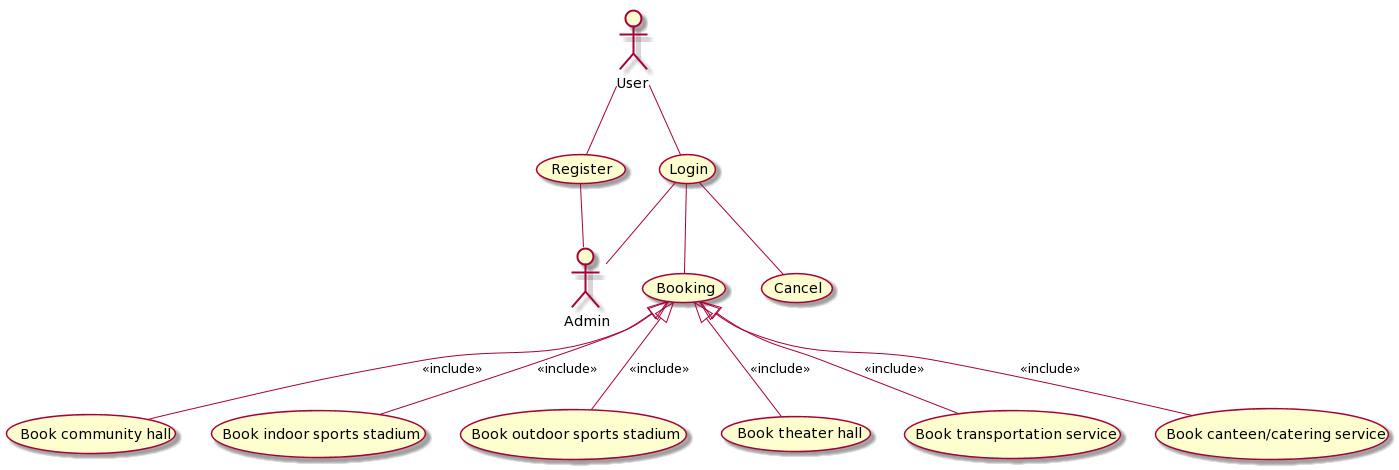 User
Register
Login
Admin
Booking
Cancel
«include»
«include»
«include»
«include»
«include»
«include»
Book community hall
Book indoor sports stadium
Book outdoor sports stadium
Book theater hall
Book transportation service
Book canteen/catering service